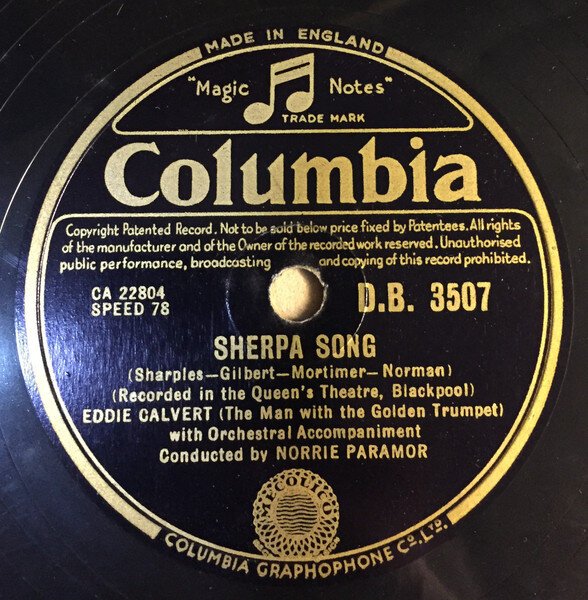 MADE IN ENGLAND
"Magic Notes"
TRADE MARK
Columbia
Copyright Patented Record. Not to be sold below price fixed by Patentees. All rights
of the manufacturer and of the Owner of the recorded work reserved. Unauthorised
public performance, broadcasting and copying of this record prohibited.
CA 22804
SPEED 78
D.B. 3507
SHERPA SONG
(Sharples—Gilbert—Mortimer—Norman)
(Recorded in the Queen's Theatre, Blackpool)
EDDIE CALVERT (The Man with the Golden Trumpet)
with Orchestral Accompaniment
Conducted by NORRIE PARAMOR
MECOLICO
COLUMBIA GRAPHOPHONE CO. LTD.